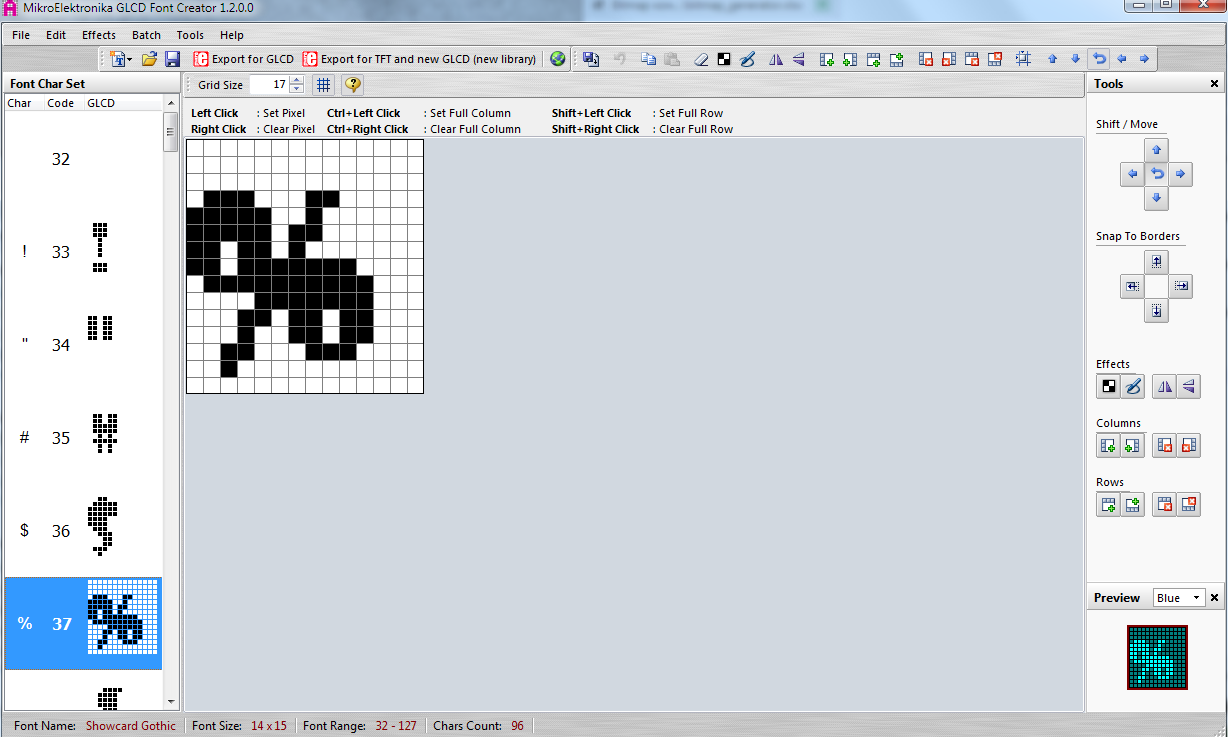 MikroElektronika GLCD Font Creator 1.2.0.0
File Edit Effects Batch Tools Help
Export for GLCD Export for TFT and new GLCD (new library)
Font Char Set
Grid Size 17
Tools
Char Code GLCD
Left Click : Set Pixel Ctrl+Left Click : Set Full Column Shift+Left Click : Set Full Row
Right Click : Clear Pixel Ctrl+Right Click : Clear Full Column Shift+Right Click : Clear Full Row
Shift / Move
32
! 33
" 34
# 35
$ 36
% 37
Snap To Borders
Effects
Columns
Rows
Preview Blue
Font Name: Showcard Gothic Font Size: 14 x 15 Font Range: 32 - 127 Chars Count: 96